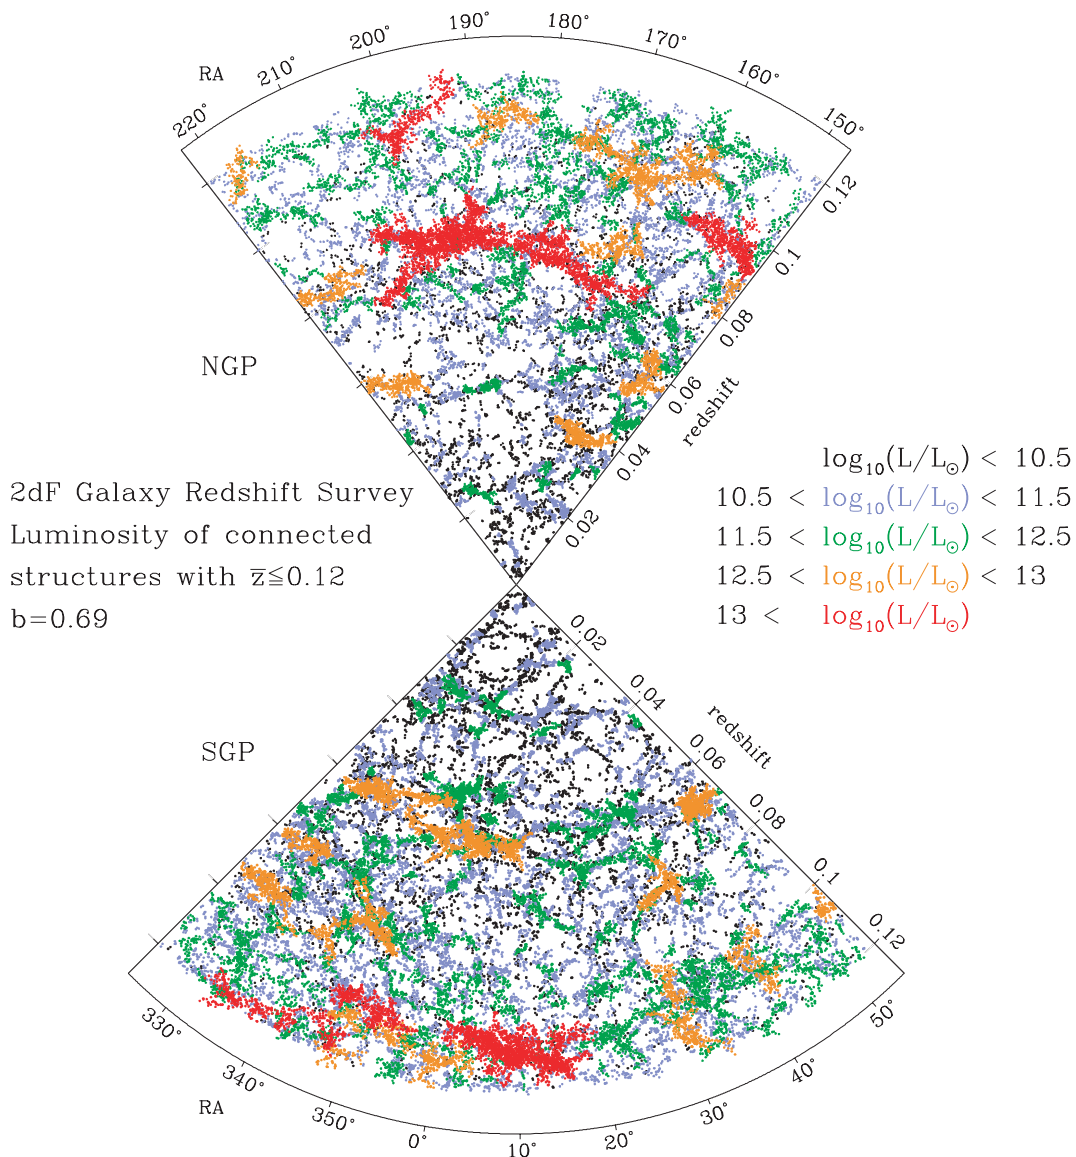 RA
220° 210° 200° 190° 180° 170° 160° 150°
0.12
0.1
0.08
0.06
0.04
0.02
redshift
NGP
2dF Galaxy Redshift Survey
Luminosity of connected
structures with z̅≦0.12
b=0.69
log₁₀(L/L☉) < 10.5
10.5 < log₁₀(L/L☉) < 11.5
11.5 < log₁₀(L/L☉) < 12.5
12.5 < log₁₀(L/L☉) < 13
13 < log₁₀(L/L☉)
SGP
0.02
0.04
0.06
0.08
0.1
0.12
redshift
330° 340° 350° 0° 10° 20° 30° 40° 50°
RA